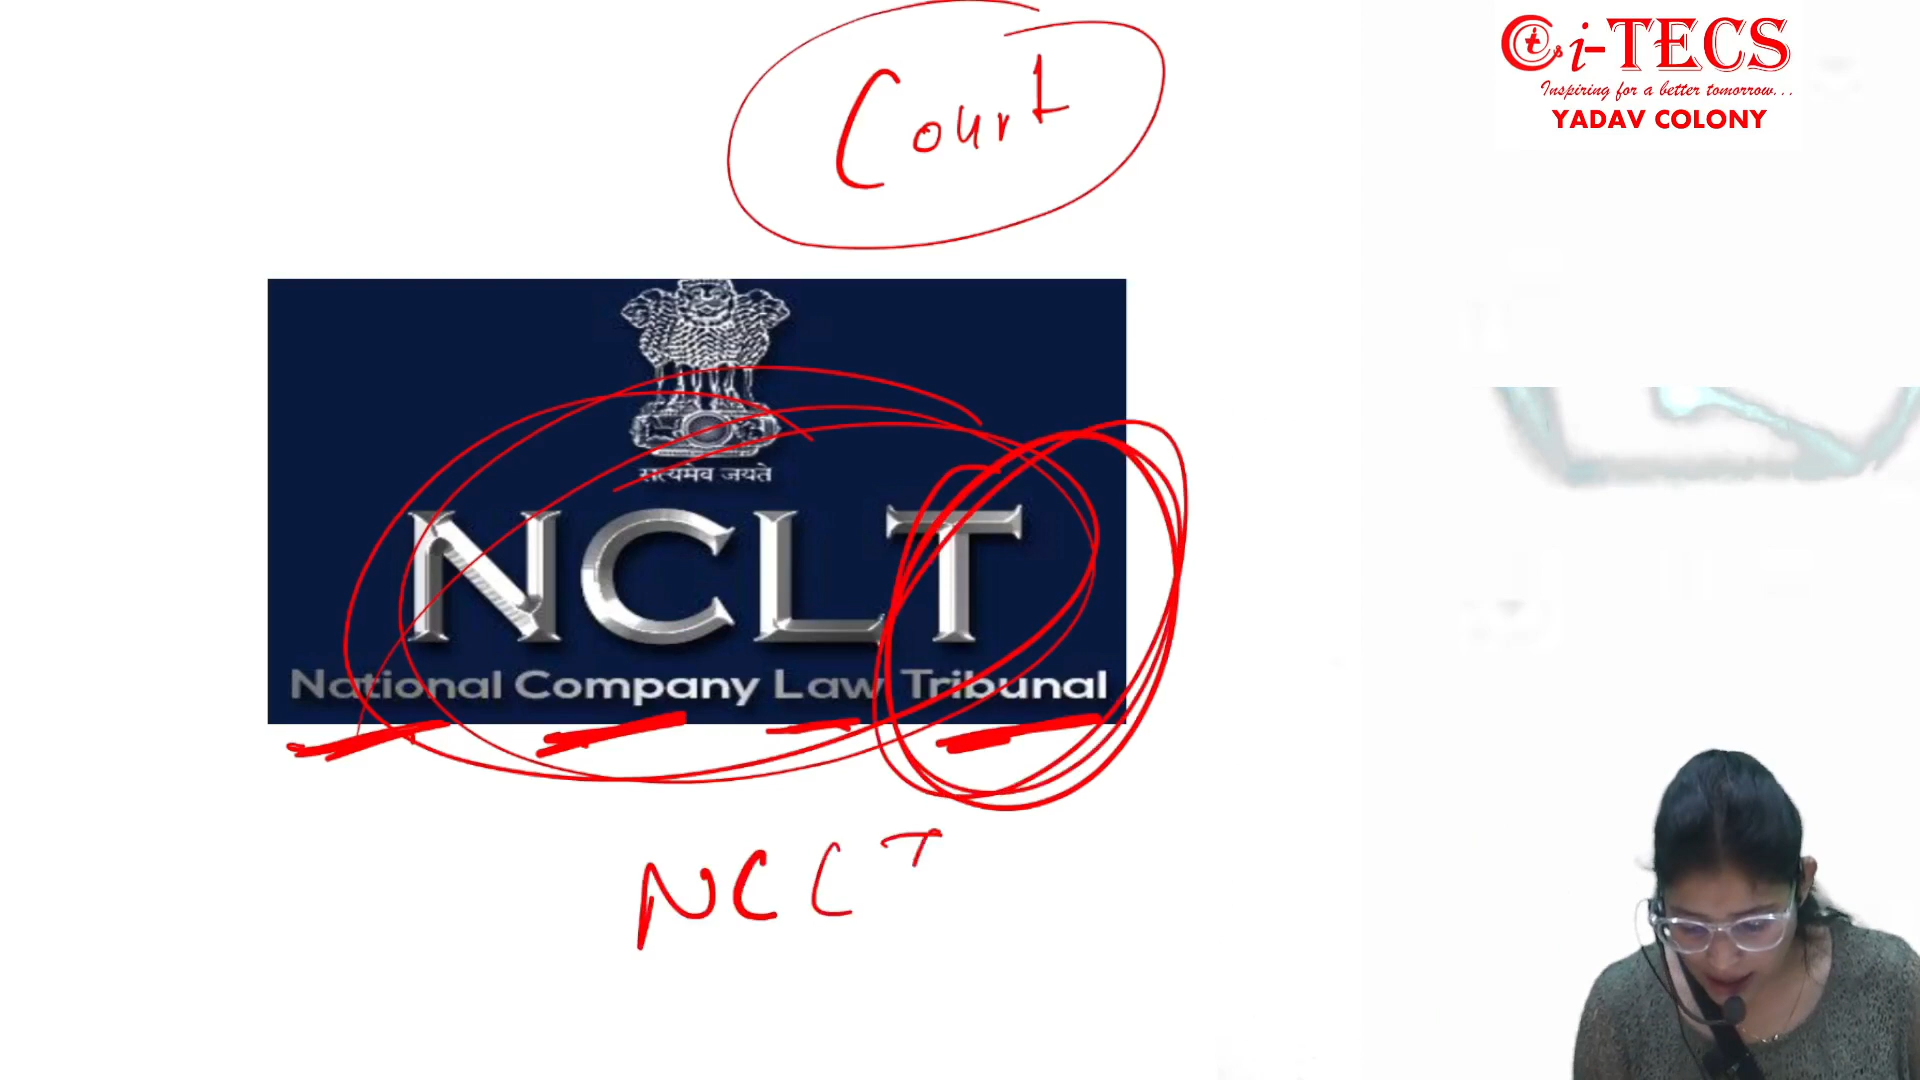 Court
i-TECS
Inspiring for a better tomorrow...
YADAV COLONY
सत्यमेव जयते
NCLT
National Company Law Tribunal
NCLT